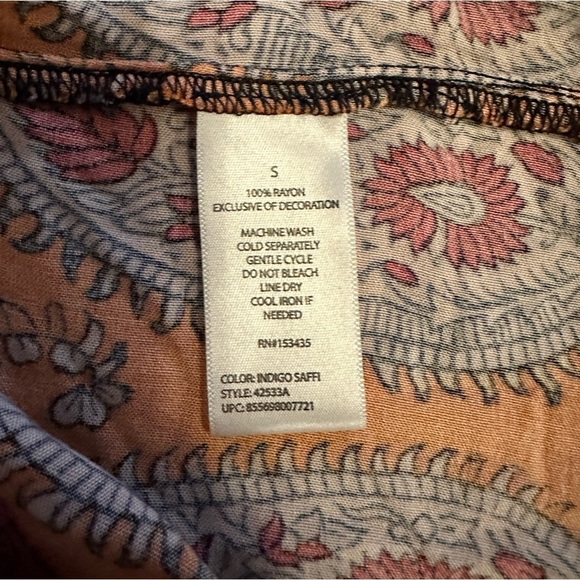 S
100% RAYON
EXCLUSIVE OF DECORATION
MACHINE WASH
COLD SEPARATELY
GENTLE CYCLE
DO NOT BLEACH
LINE DRY
COOL IRON IF
NEEDED
RN#153435
COLOR: INDIGO SAFFI
STYLE: 42533A
UPC: 855698007721